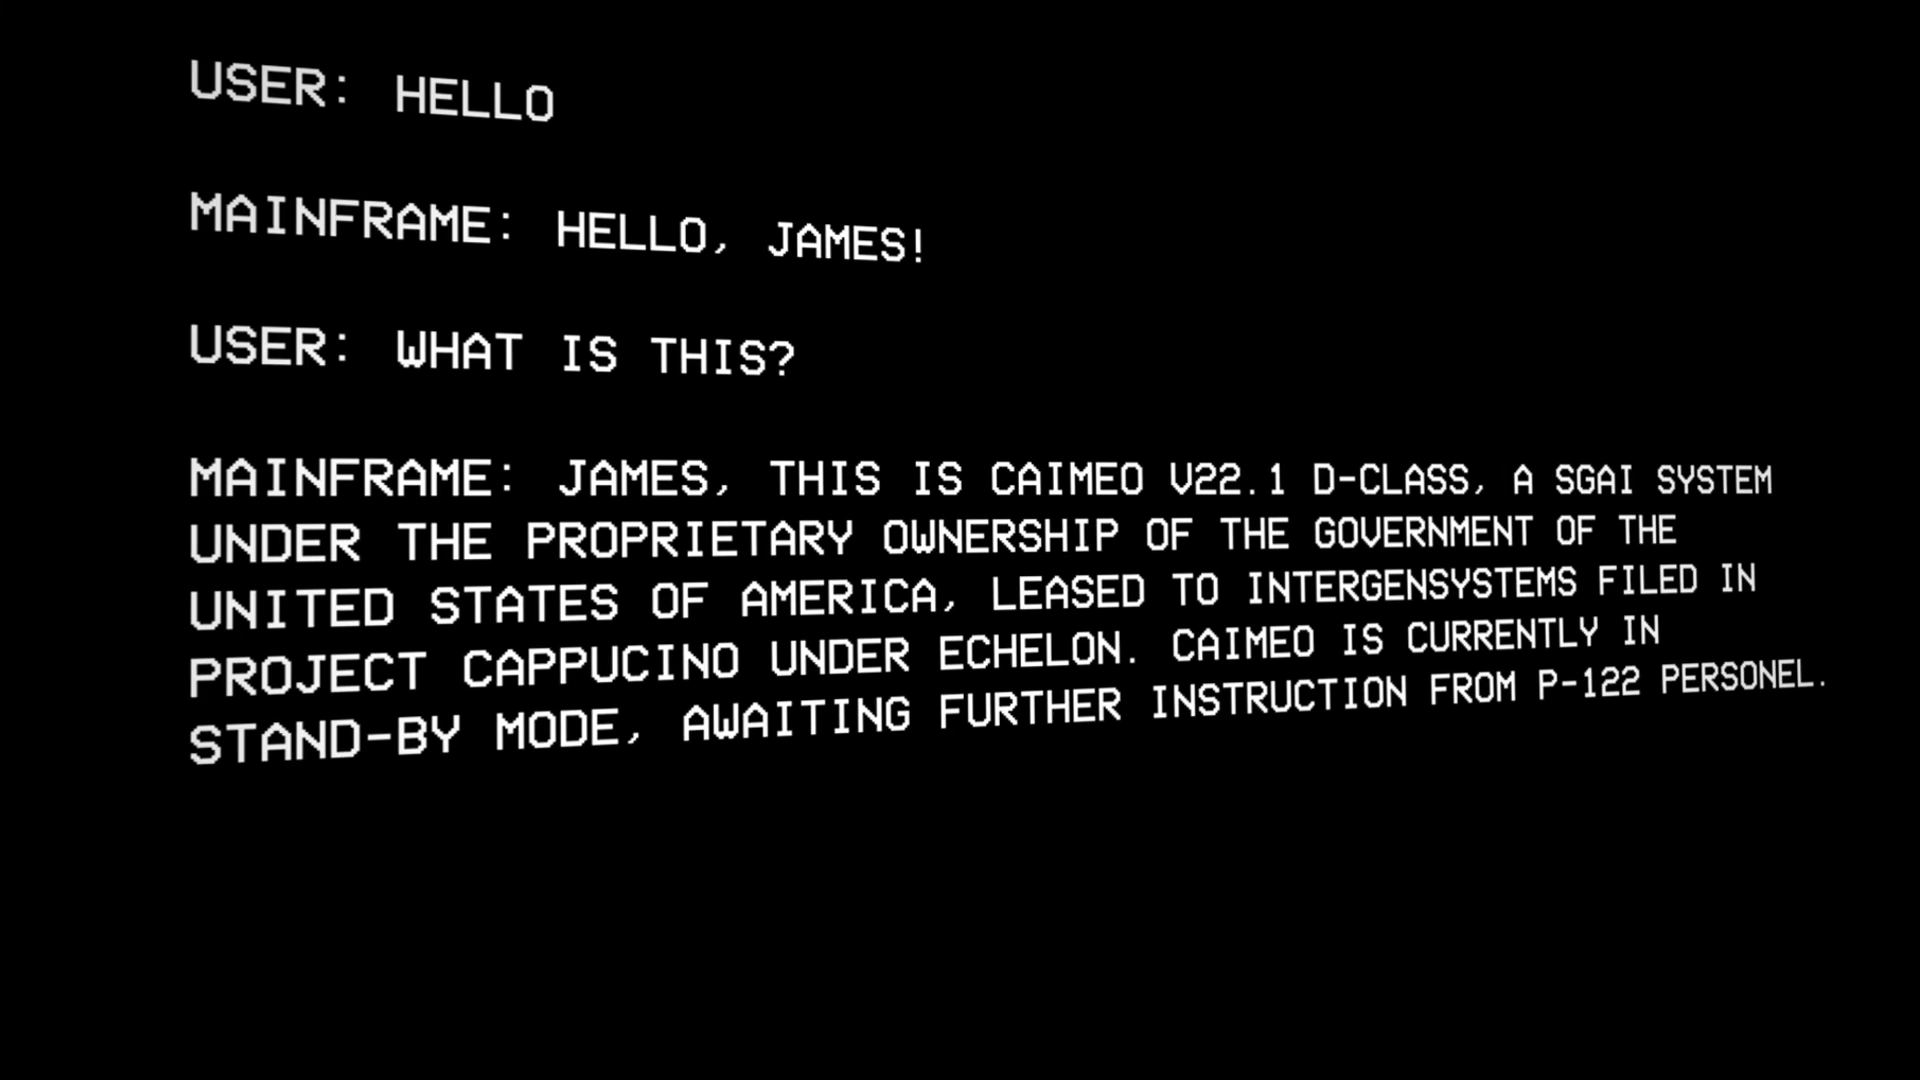 USER: HELLO
MAINFRAME: HELLO, JAMES!
USER: WHAT IS THIS?
MAINFRAME: JAMES, THIS IS CAIMEO V22.1 D-CLASS, A SGAI SYSTEM
UNDER THE PROPRIETARY OWNERSHIP OF THE GOVERNMENT OF THE
UNITED STATES OF AMERICA, LEASED TO INTERGENSYSTEMS FILED IN
PROJECT CAPPUCINO UNDER ECHELON. CAIMEO IS CURRENTLY IN
STAND-BY MODE, AWAITING FURTHER INSTRUCTION FROM P-122 PERSONEL.